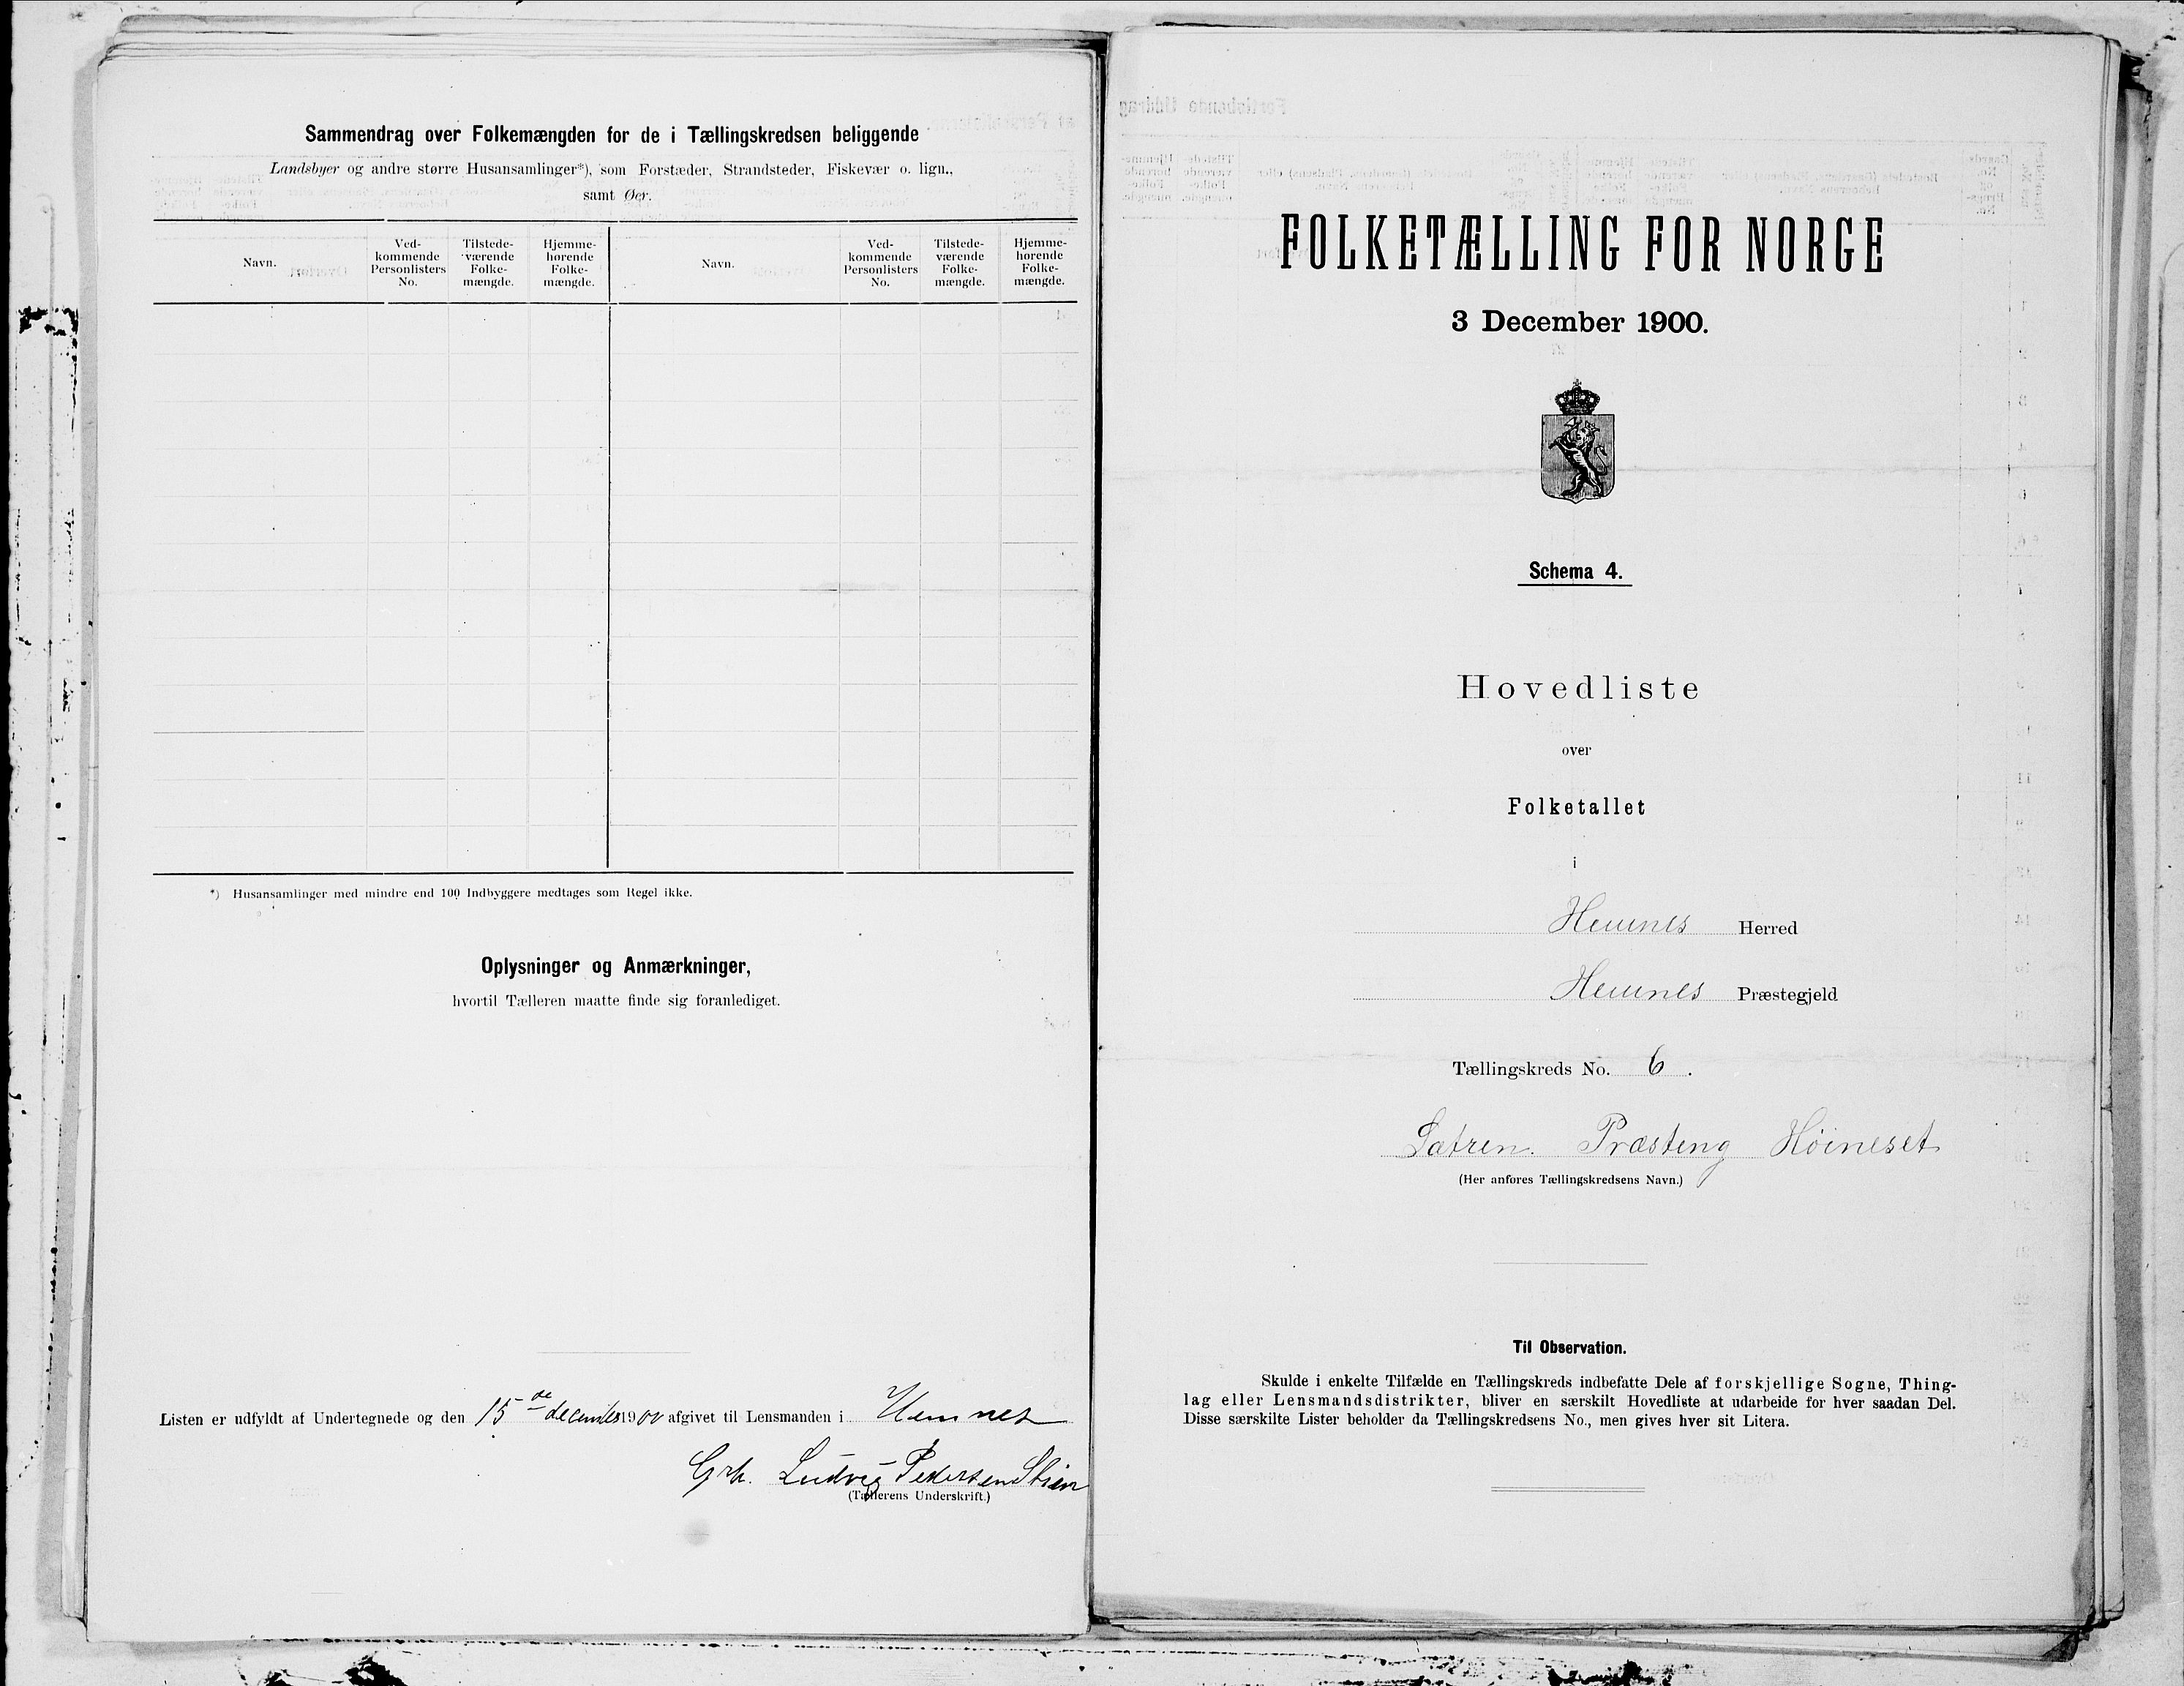 Sammendrag over Folkemængden for de i Tællingskredsen beliggende
Landsbyer og andre større Husansamlinger*), som Forstæder, Strandsteder, Fiskevær o. lign.,
samt Øer.
Navn.
Ved-
kommende
Personlisters
No.
Tilstede-
værende
Folke-
mængde.
Hjemme-
hørende
Folke-
mængde.
Navn.
Ved-
kommende
Personlisters
No.
Tilstede-
værende
Folke-
mængde.
Hjemme-
hørende
Folke-
mængde.
*) Husansamlinger med mindre end 100 Indbyggere medtages som Regel ikke.
Oplysninger og Anmærkninger,
hvortil Tælleren maatte finde sig foranlediget.
Listen er udfyldt af Undertegnede og den 15de december 1900 afgivet til Lensmanden i Hemnes
Ludvig Pedersen
(Tællerens Underskrift.)
FOLKETÆLLING FOR NORGE
3 December 1900.
Schema 4.
Hovedliste
over
Folketallet
i
Hemnes Herred
Hemnes Præstegjeld
Tællingskreds No. 6.
Sætren. Præsteng Høineset
(Her anføres Tællingskredsens Navn.)
Til Observation.
Skulde i enkelte Tilfælde en Tællingskreds indbefatte Dele af forskjellige Sogne, Thing-
lag eller Lensmandsdistrikter, bliver en særskilt Hovedliste at udarbeide for hver saadan Del.
Disse særskilte Lister beholder da Tællingskredsens No., men gives hver sit Litera.